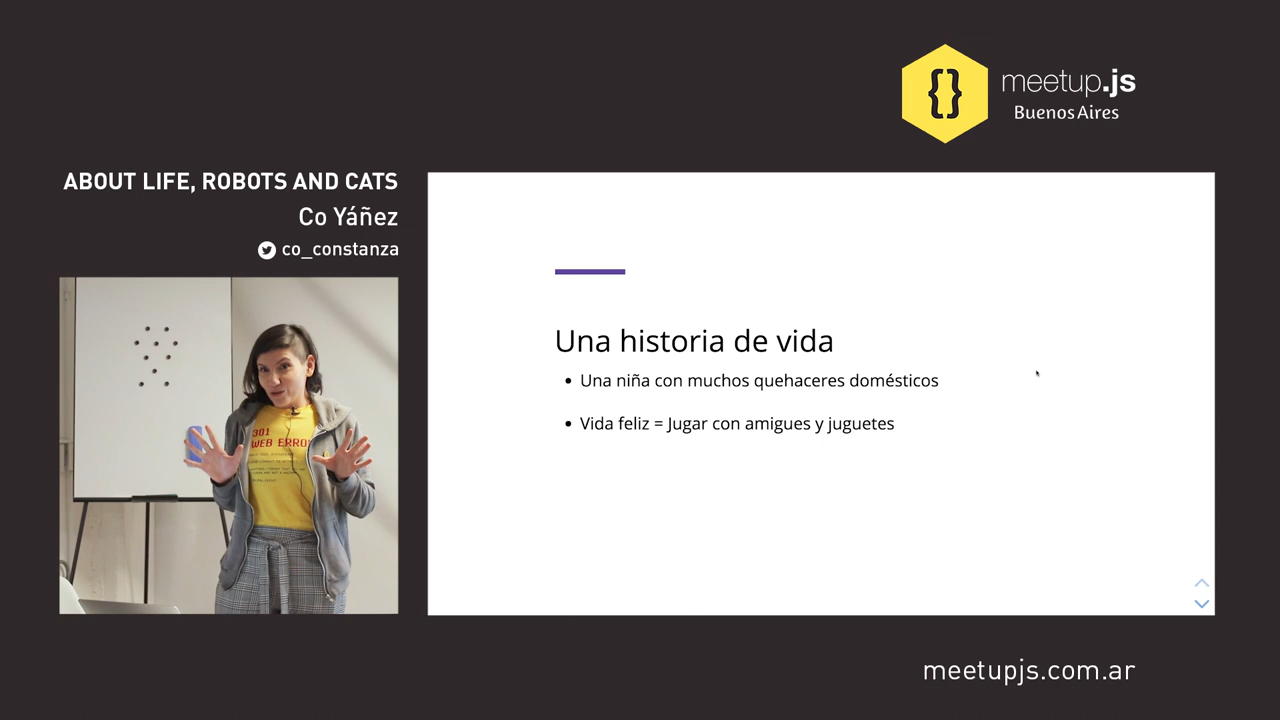 {}
meetup.js
Buenos Aires
ABOUT LIFE, ROBOTS AND CATS
Co Yáñez
co_constanza
301
WEB ERRO
Una historia de vida
• Una niña con muchos quehaceres domésticos
• Vida feliz = Jugar con amigues y juguetes
meetupjs.com.ar